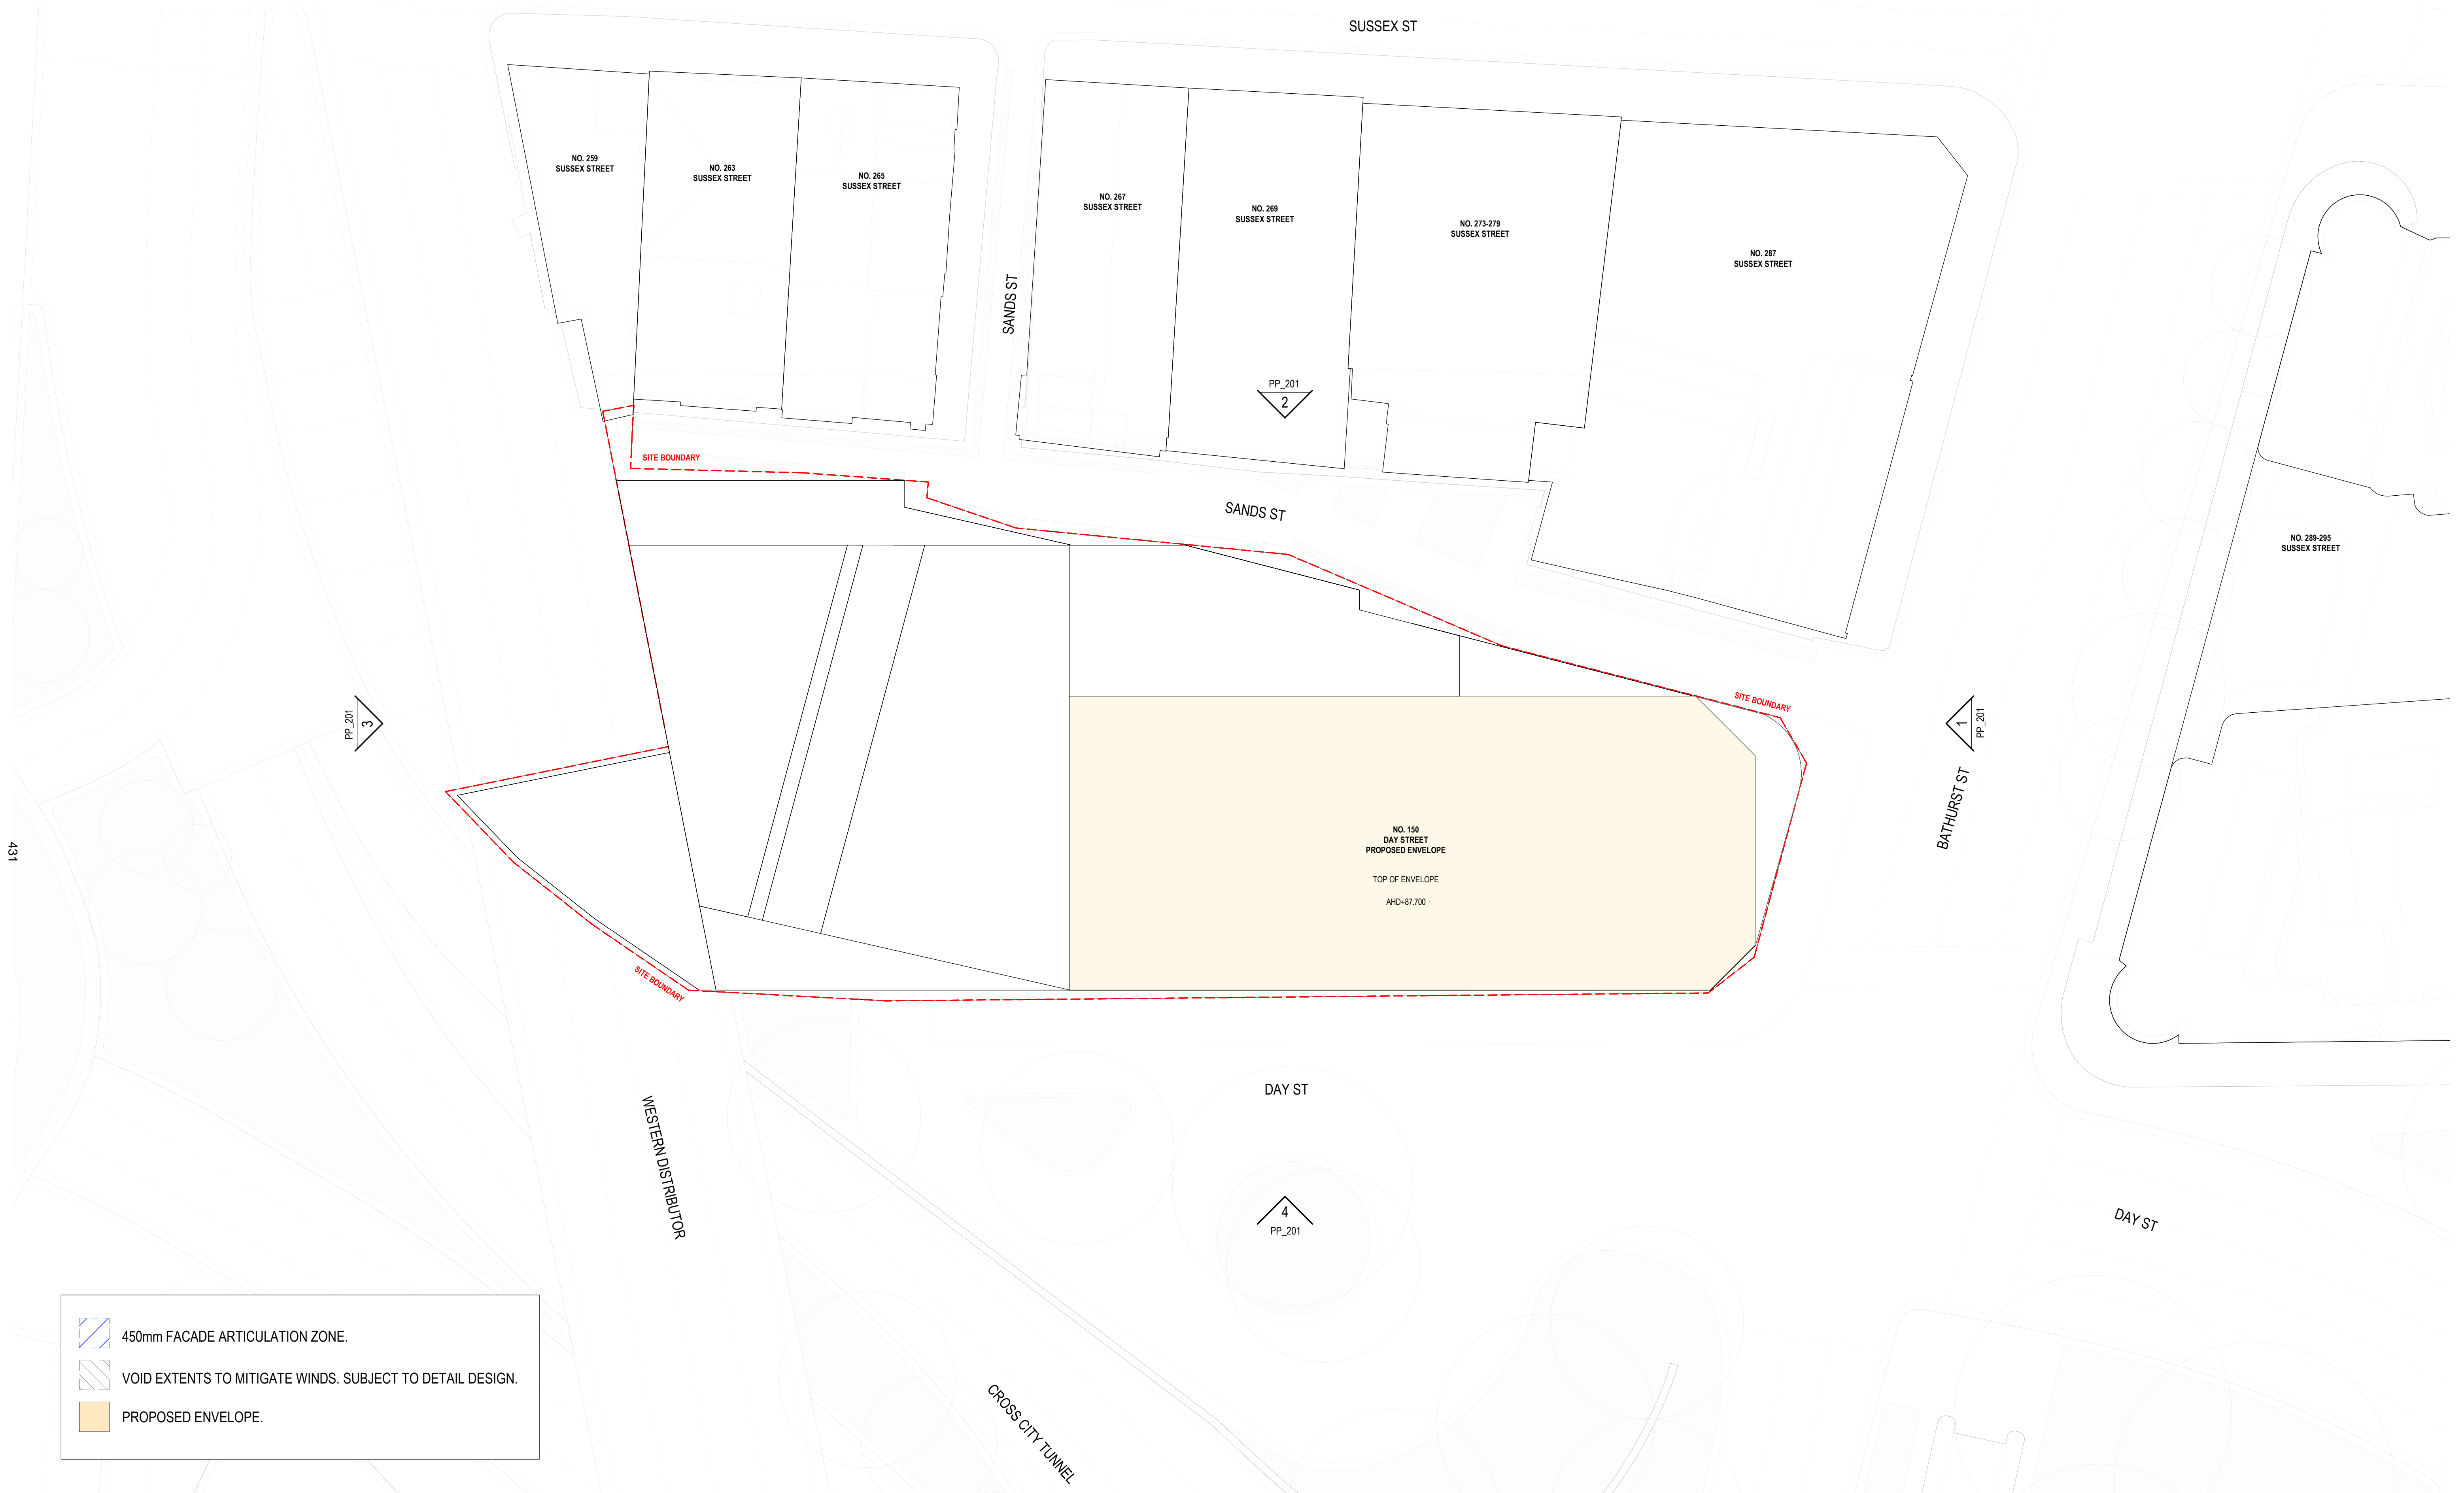 SUSSEX ST
NO. 259
SUSSEX STREET
NO. 263
SUSSEX STREET
NO. 265
SUSSEX STREET
NO. 267
SUSSEX STREET
NO. 269
SUSSEX STREET
NO. 273-279
SUSSEX STREET
NO. 287
SUSSEX STREET
SANDS ST
PP_201
2
SITE BOUNDARY
SANDS ST
NO. 289-295
SUSSEX STREET
SITE BOUNDARY
PP_201
3
1
PP_201
BATHURST ST
NO. 150
DAY STREET
PROPOSED ENVELOPE
TOP OF ENVELOPE
AHD+87.700
431
SITE BOUNDARY
DAY ST
WESTERN DISTRIBUTOR
4
PP_201
DAY ST
450mm FACADE ARTICULATION ZONE.
VOID EXTENTS TO MITIGATE WINDS. SUBJECT TO DETAIL DESIGN.
PROPOSED ENVELOPE.
CROSS CITY TUNNEL